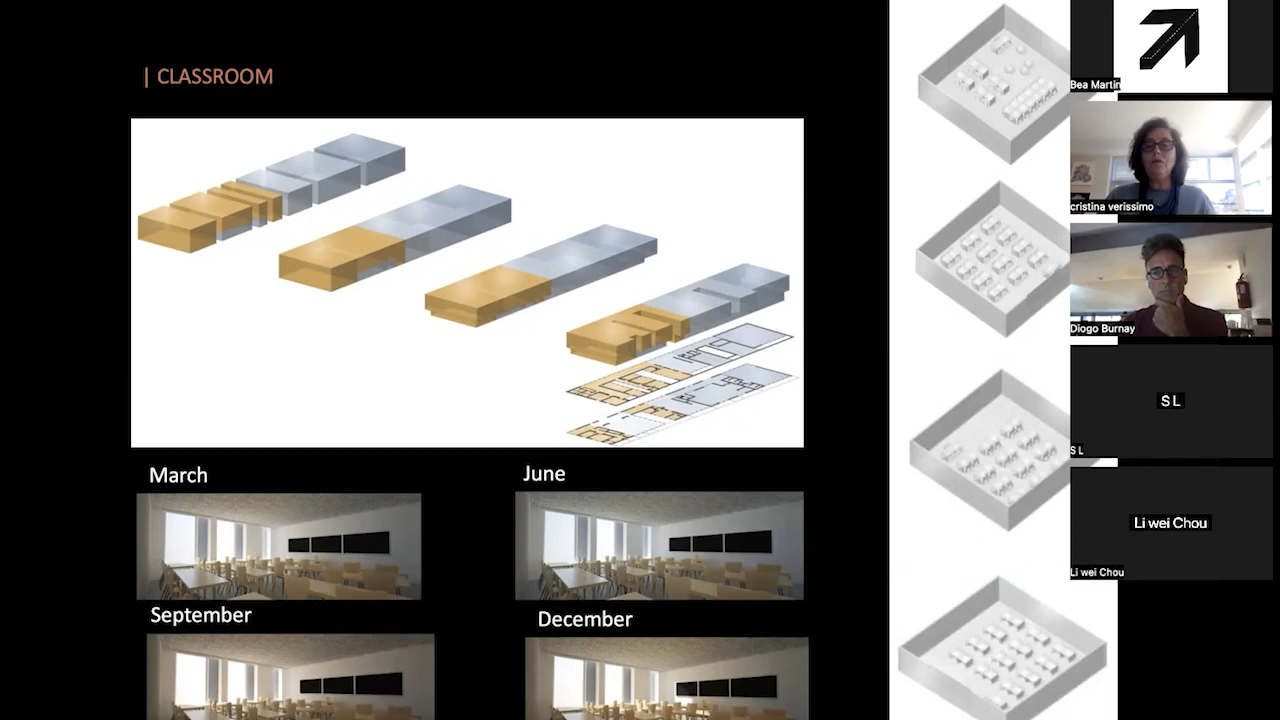 | CLASSROOM
March
June
September
December
Bea Martin
cristina verissimo
Diogo Burnay
S L
S L
Li wei Chou
Li wei Chou